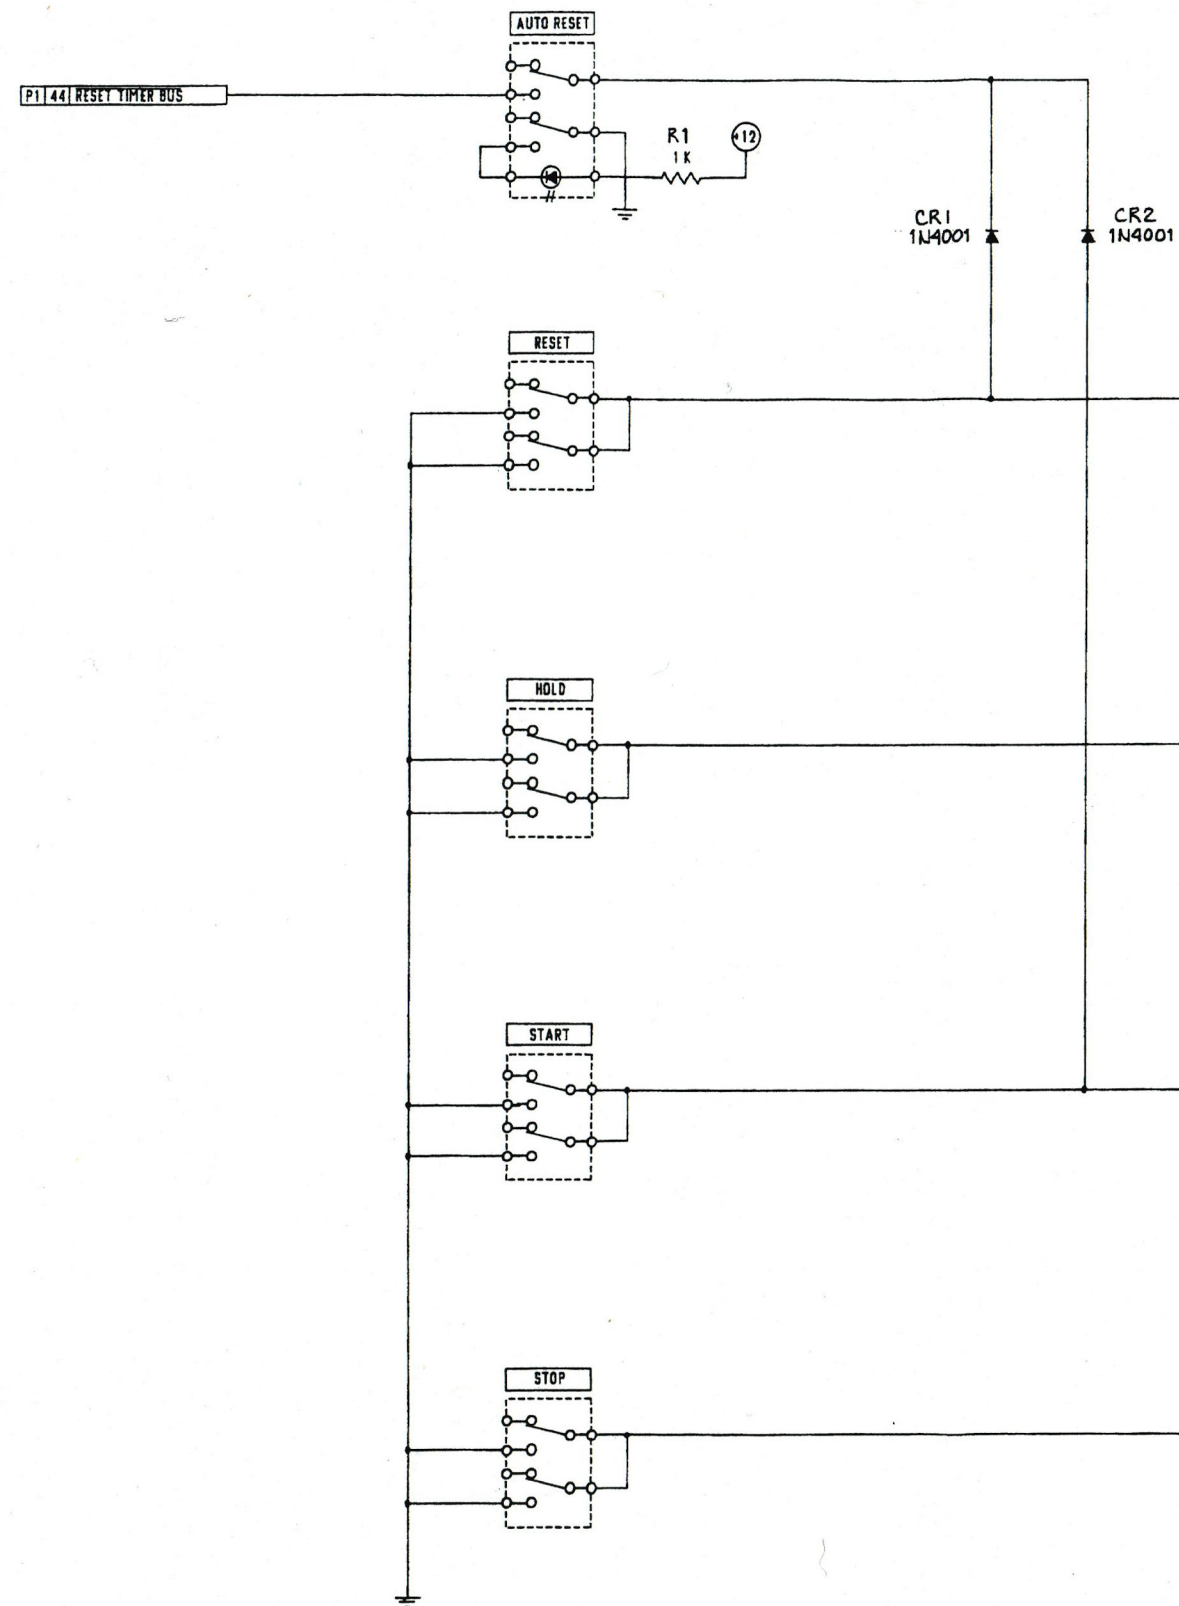 AUTO RESET
P1 44 RESET TIMER BUS
R1
1K
+12
CR1
1N4001
CR2
1N4001
RESET
HOLD
START
STOP